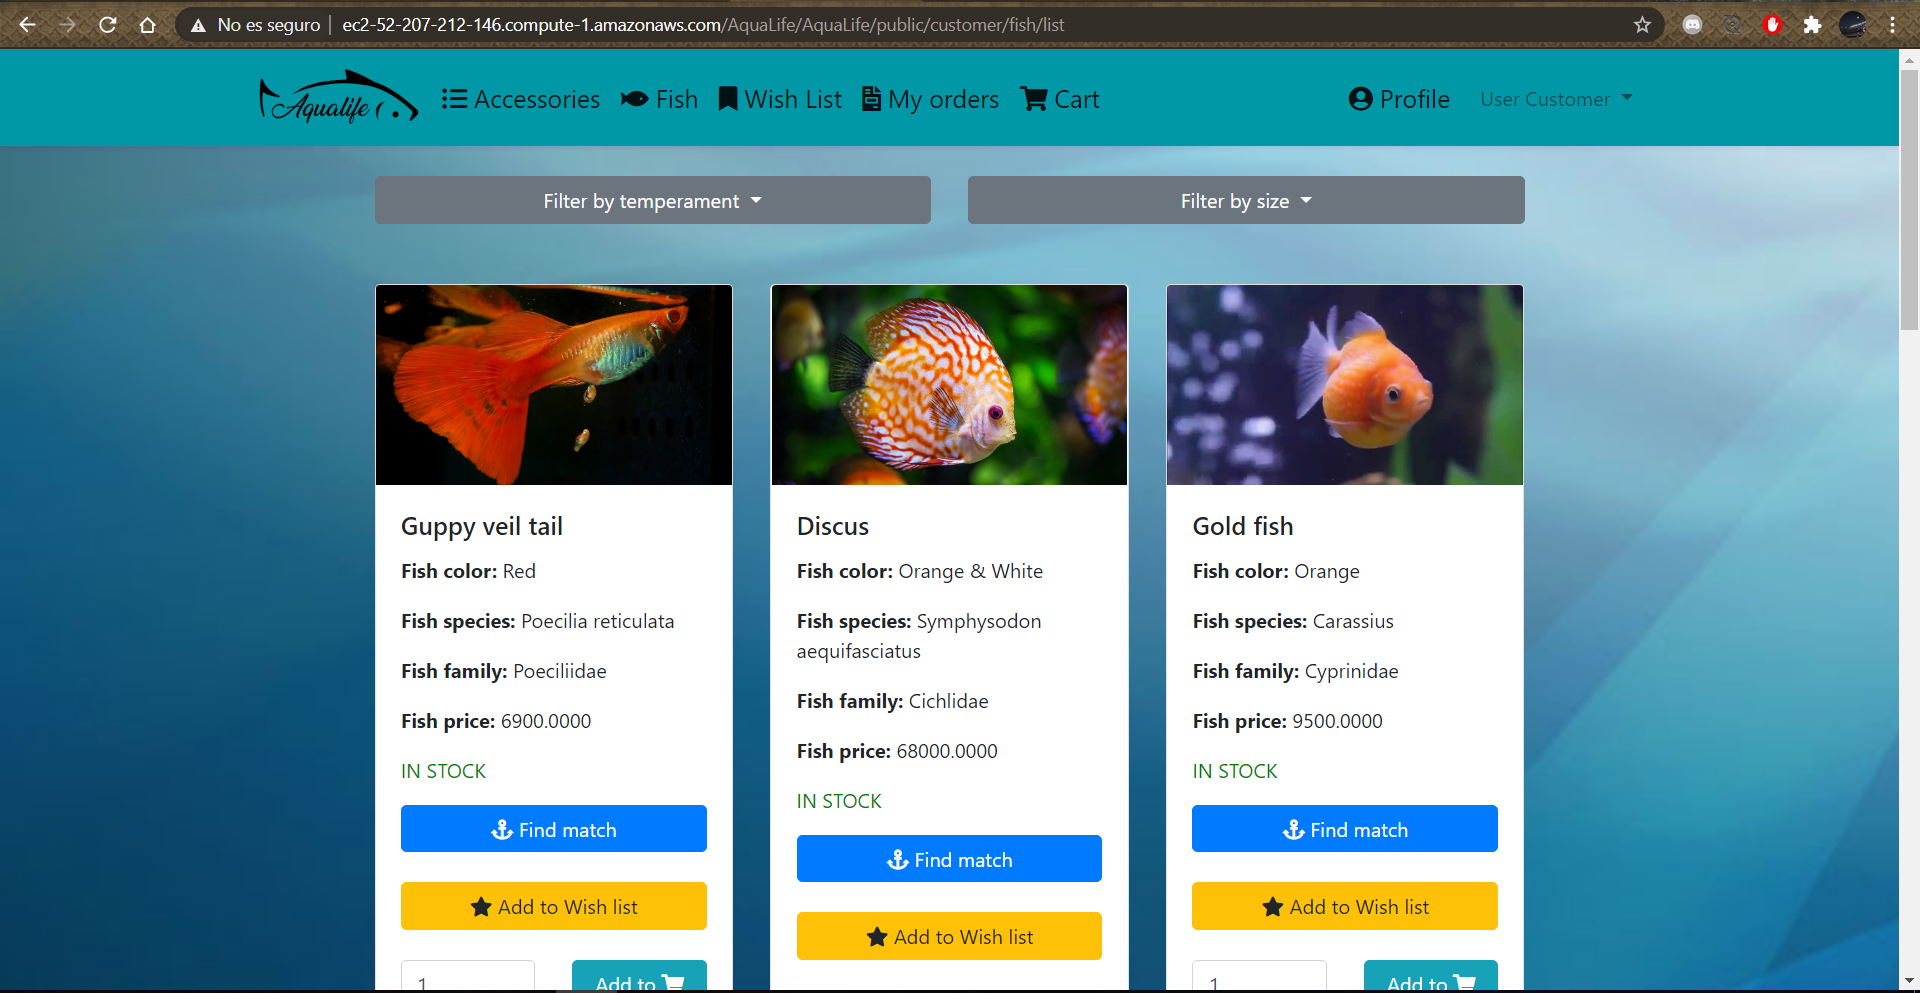 No es seguro | ec2-52-207-212-146.compute-1.amazonaws.com/AquaLife/AquaLife/public/customer/fish/list
Aqualife
Accessories
Fish
Wish List
My orders
Cart
Profile
User Customer
Filter by temperament
Filter by size
Guppy veil tail
Fish color: Red
Fish species: Poecilia reticulata
Fish family: Poeciliidae
Fish price: 6900.0000
IN STOCK
Find match
Add to Wish list
1
Add to
Discus
Fish color: Orange & White
Fish species: Symphysodon
aequifasciatus
Fish family: Cichlidae
Fish price: 68000.0000
IN STOCK
Find match
Add to Wish list
Gold fish
Fish color: Orange
Fish species: Carassius
Fish family: Cyprinidae
Fish price: 9500.0000
IN STOCK
Find match
Add to Wish list
1
Add to